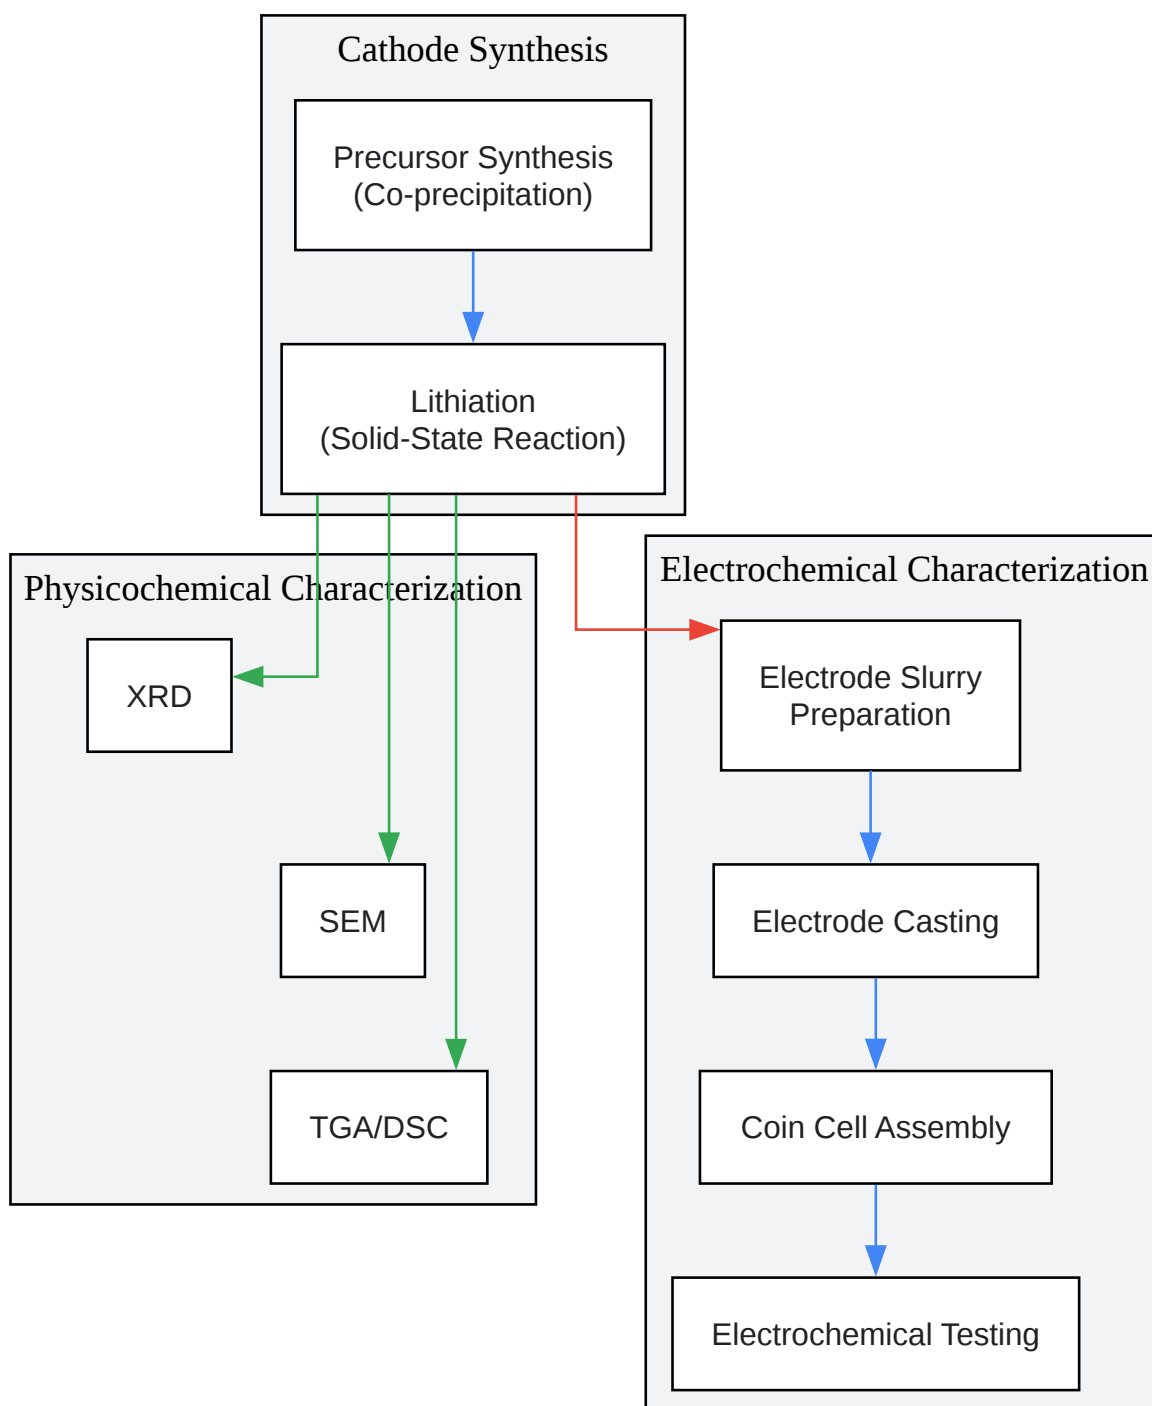 Cathode Synthesis
Precursor Synthesis
(Co-precipitation)
Lithiation
(Solid-State Reaction)
Physicochemical Characterization
XRD
SEM
TGA/DSC
Electrochemical Characterization
Electrode Slurry
Preparation
Electrode Casting
Coin Cell Assembly
Electrochemical Testing